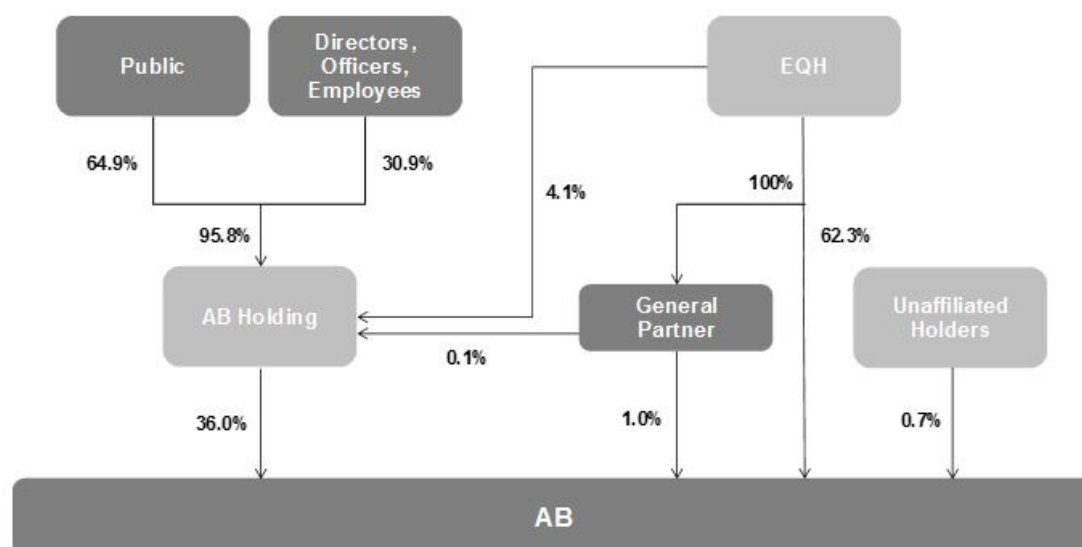 Public
Directors,
Officers,
Employees
EQH
64.9%
30.9%
4.1%
100%
95.8%
62.3%
AB Holding
General
Partner
Unaffiliated
Holders
0.1%
36.0%
1.0%
0.7%
AB